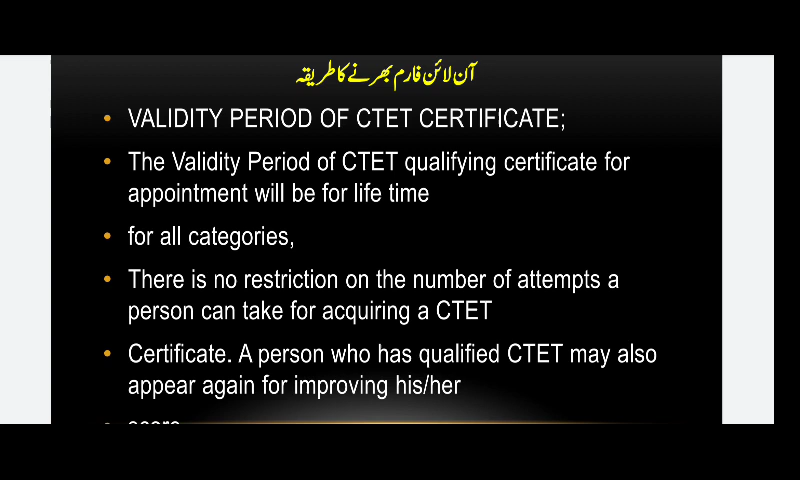 آن لائن فارم بھرنے کا طریقہ
• VALIDITY PERIOD OF CTET CERTIFICATE;
• The Validity Period of CTET qualifying certificate for
appointment will be for life time
• for all categories,
• There is no restriction on the number of attempts a
person can take for acquiring a CTET
• Certificate. A person who has qualified CTET may also
appear again for improving his/her